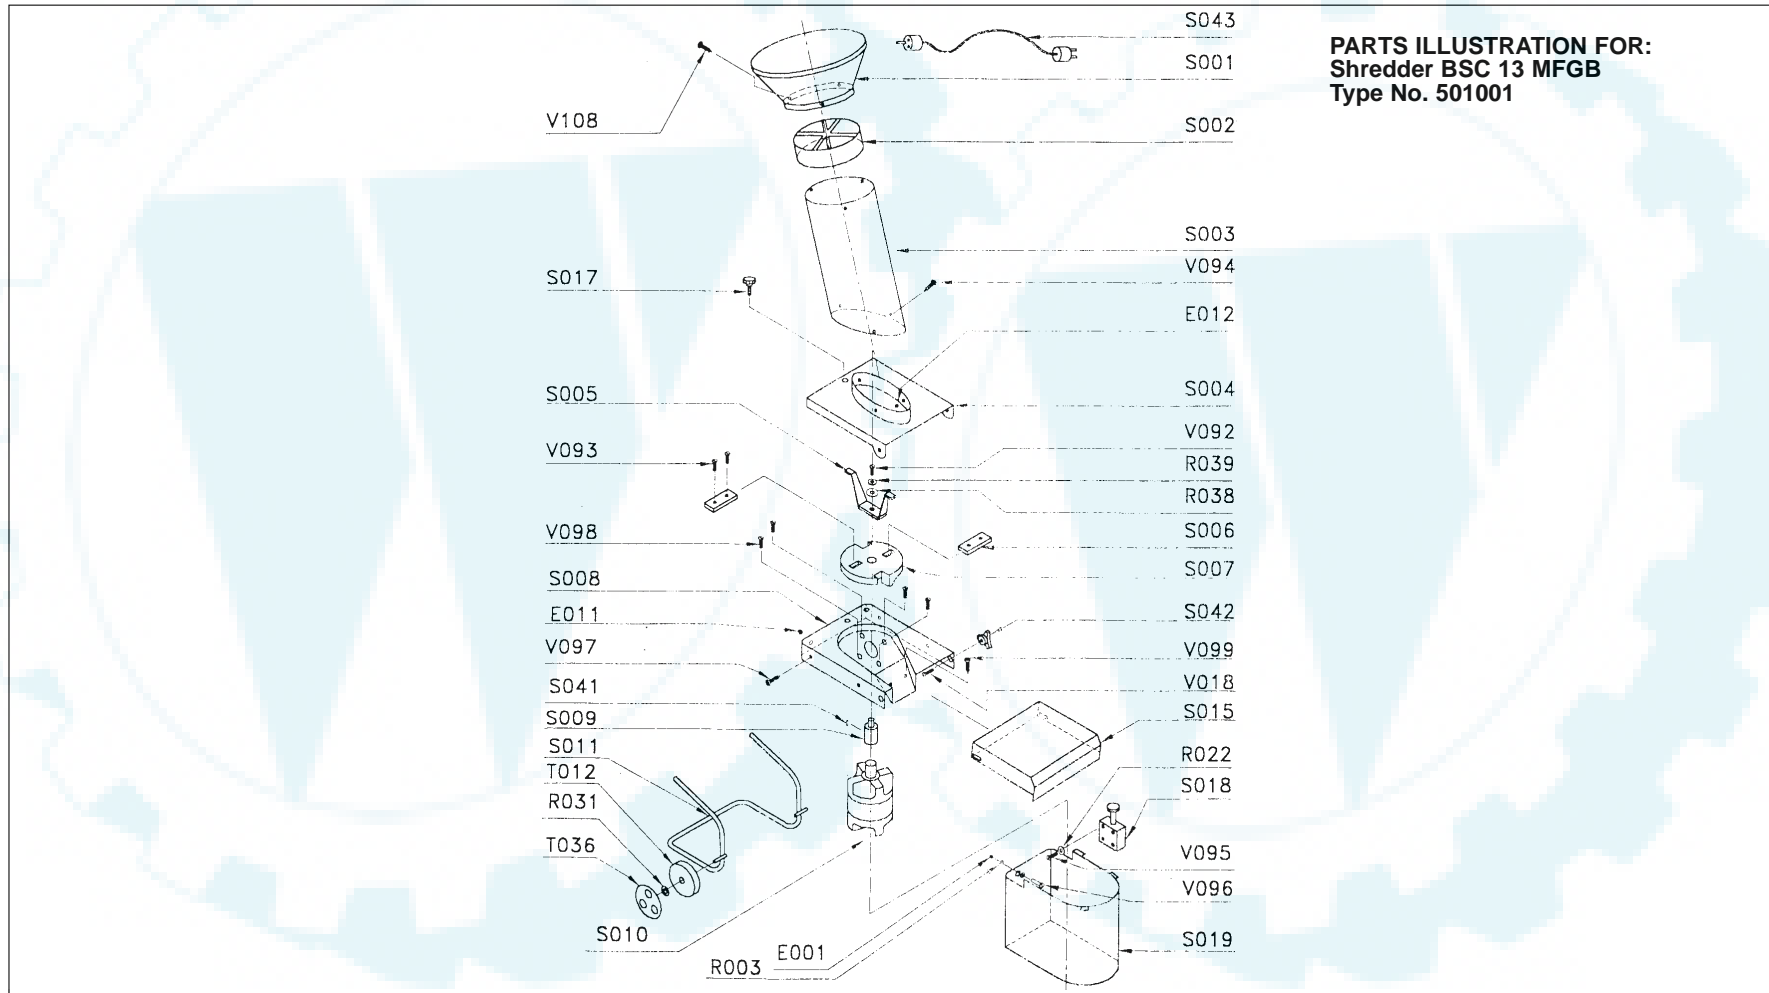 PARTS ILLUSTRATION FOR:
Shredder BSC 13 MFGB
Type No. 501001
S043
S001
V108
S002
S003
V094
S017
E012
S004
S005
V092
V093
R039
R038
V098
S006
S007
S008
E011
S042
V097
V099
S041
V018
S009
S015
S011
T012
R022
R031
S018
T036
V095
V096
S010
S019
E001
R003